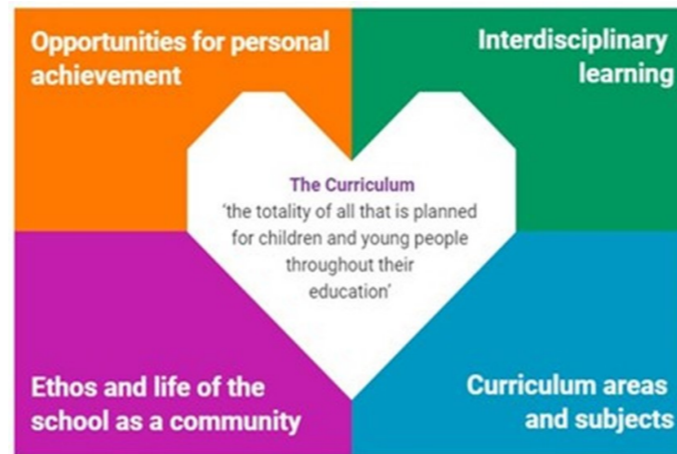 Opportunities for personal
achievement
Interdisciplinary
learning
The Curriculum
‘the totality of all that is planned
for children and young people
throughout their
education’
Ethos and life of the
school as a community
Curriculum areas
and subjects